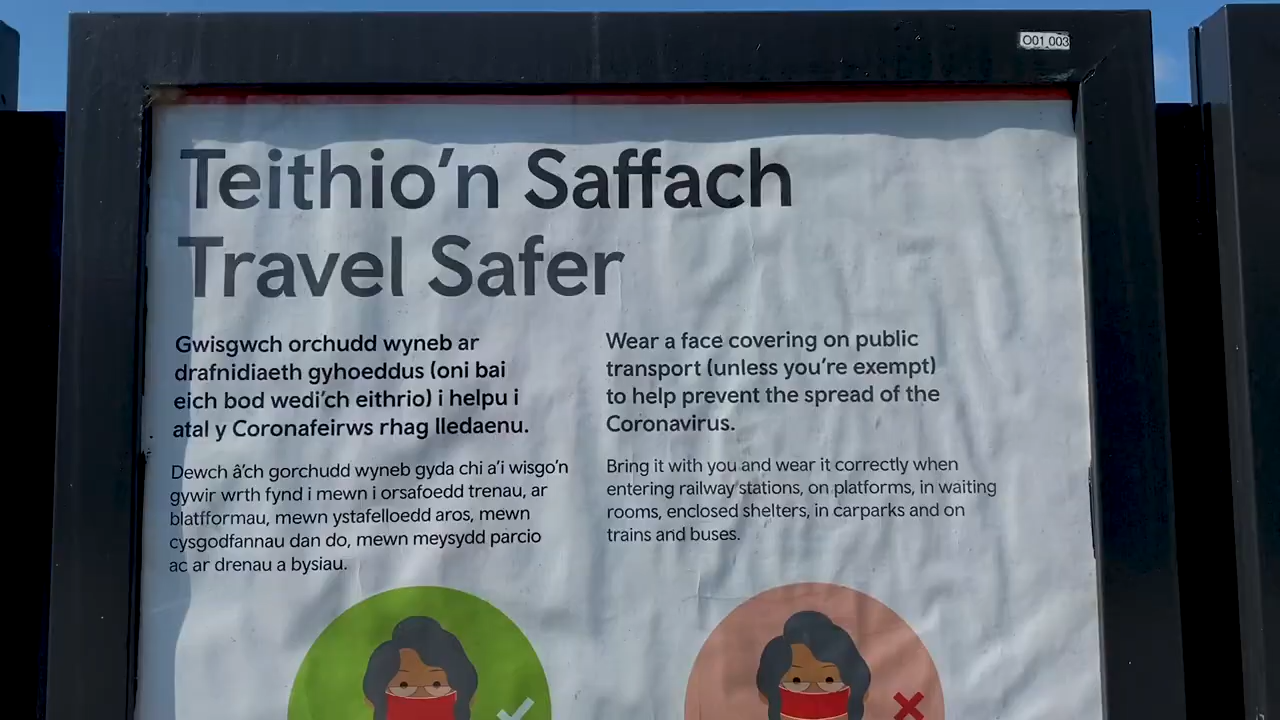 O01 003
Teithio'n Saffach
Travel Safer
Gwisgwch orchudd wyneb ar
drafnidiaeth gyhoeddus (oni bai
eich bod wedi'ch eithrio) i helpu i
atal y Coronafeirws rhag lledaenu.
Dewch â'ch gorchudd wyneb gyda chi a'i wisgo'n
gywir wrth fynd i mewn i orsafoedd trenau, ar
blatfformau, mewn ystafelloedd aros, mewn
cysgodfannau dan do, mewn meysydd parcio
ac ar drenau a bysiau.
Wear a face covering on public
transport (unless you're exempt)
to help prevent the spread of the
Coronavirus.
Bring it with you and wear it correctly when
entering railway stations, on platforms, in waiting
rooms, enclosed shelters, in carparks and on
trains and buses.